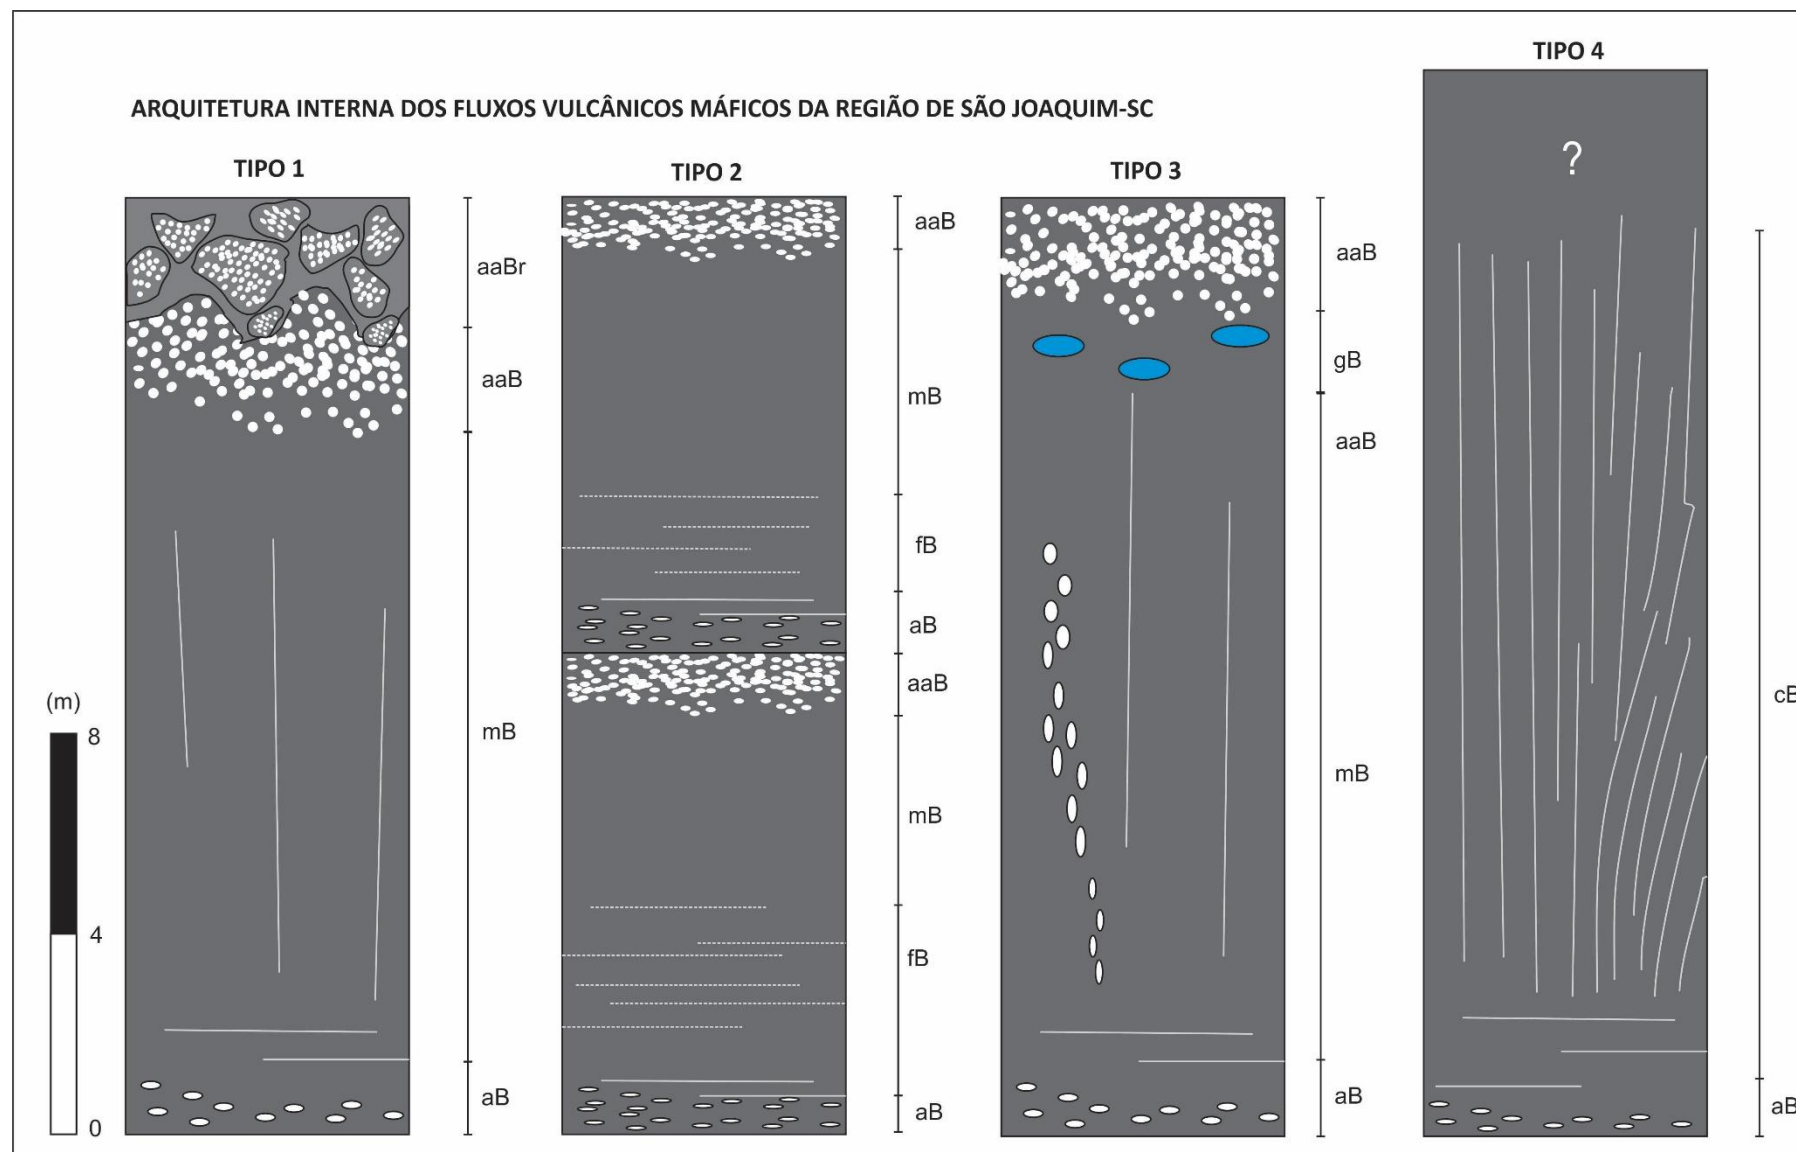 TIPO 4
ARQUITETURA INTERNA DOS FLUXOS VULCÂNICOS MÁFICOS DA REGIÃO DE SÃO JOAQUIM-SC
?
TIPO 1
TIPO 2
TIPO 3
aaBr
aaB
mB
aB
aaB
mB
fB
aB
aaB
mB
fB
aB
aaB
gB
aaB
mB
aB
cB
aB
(m)
8
4
0